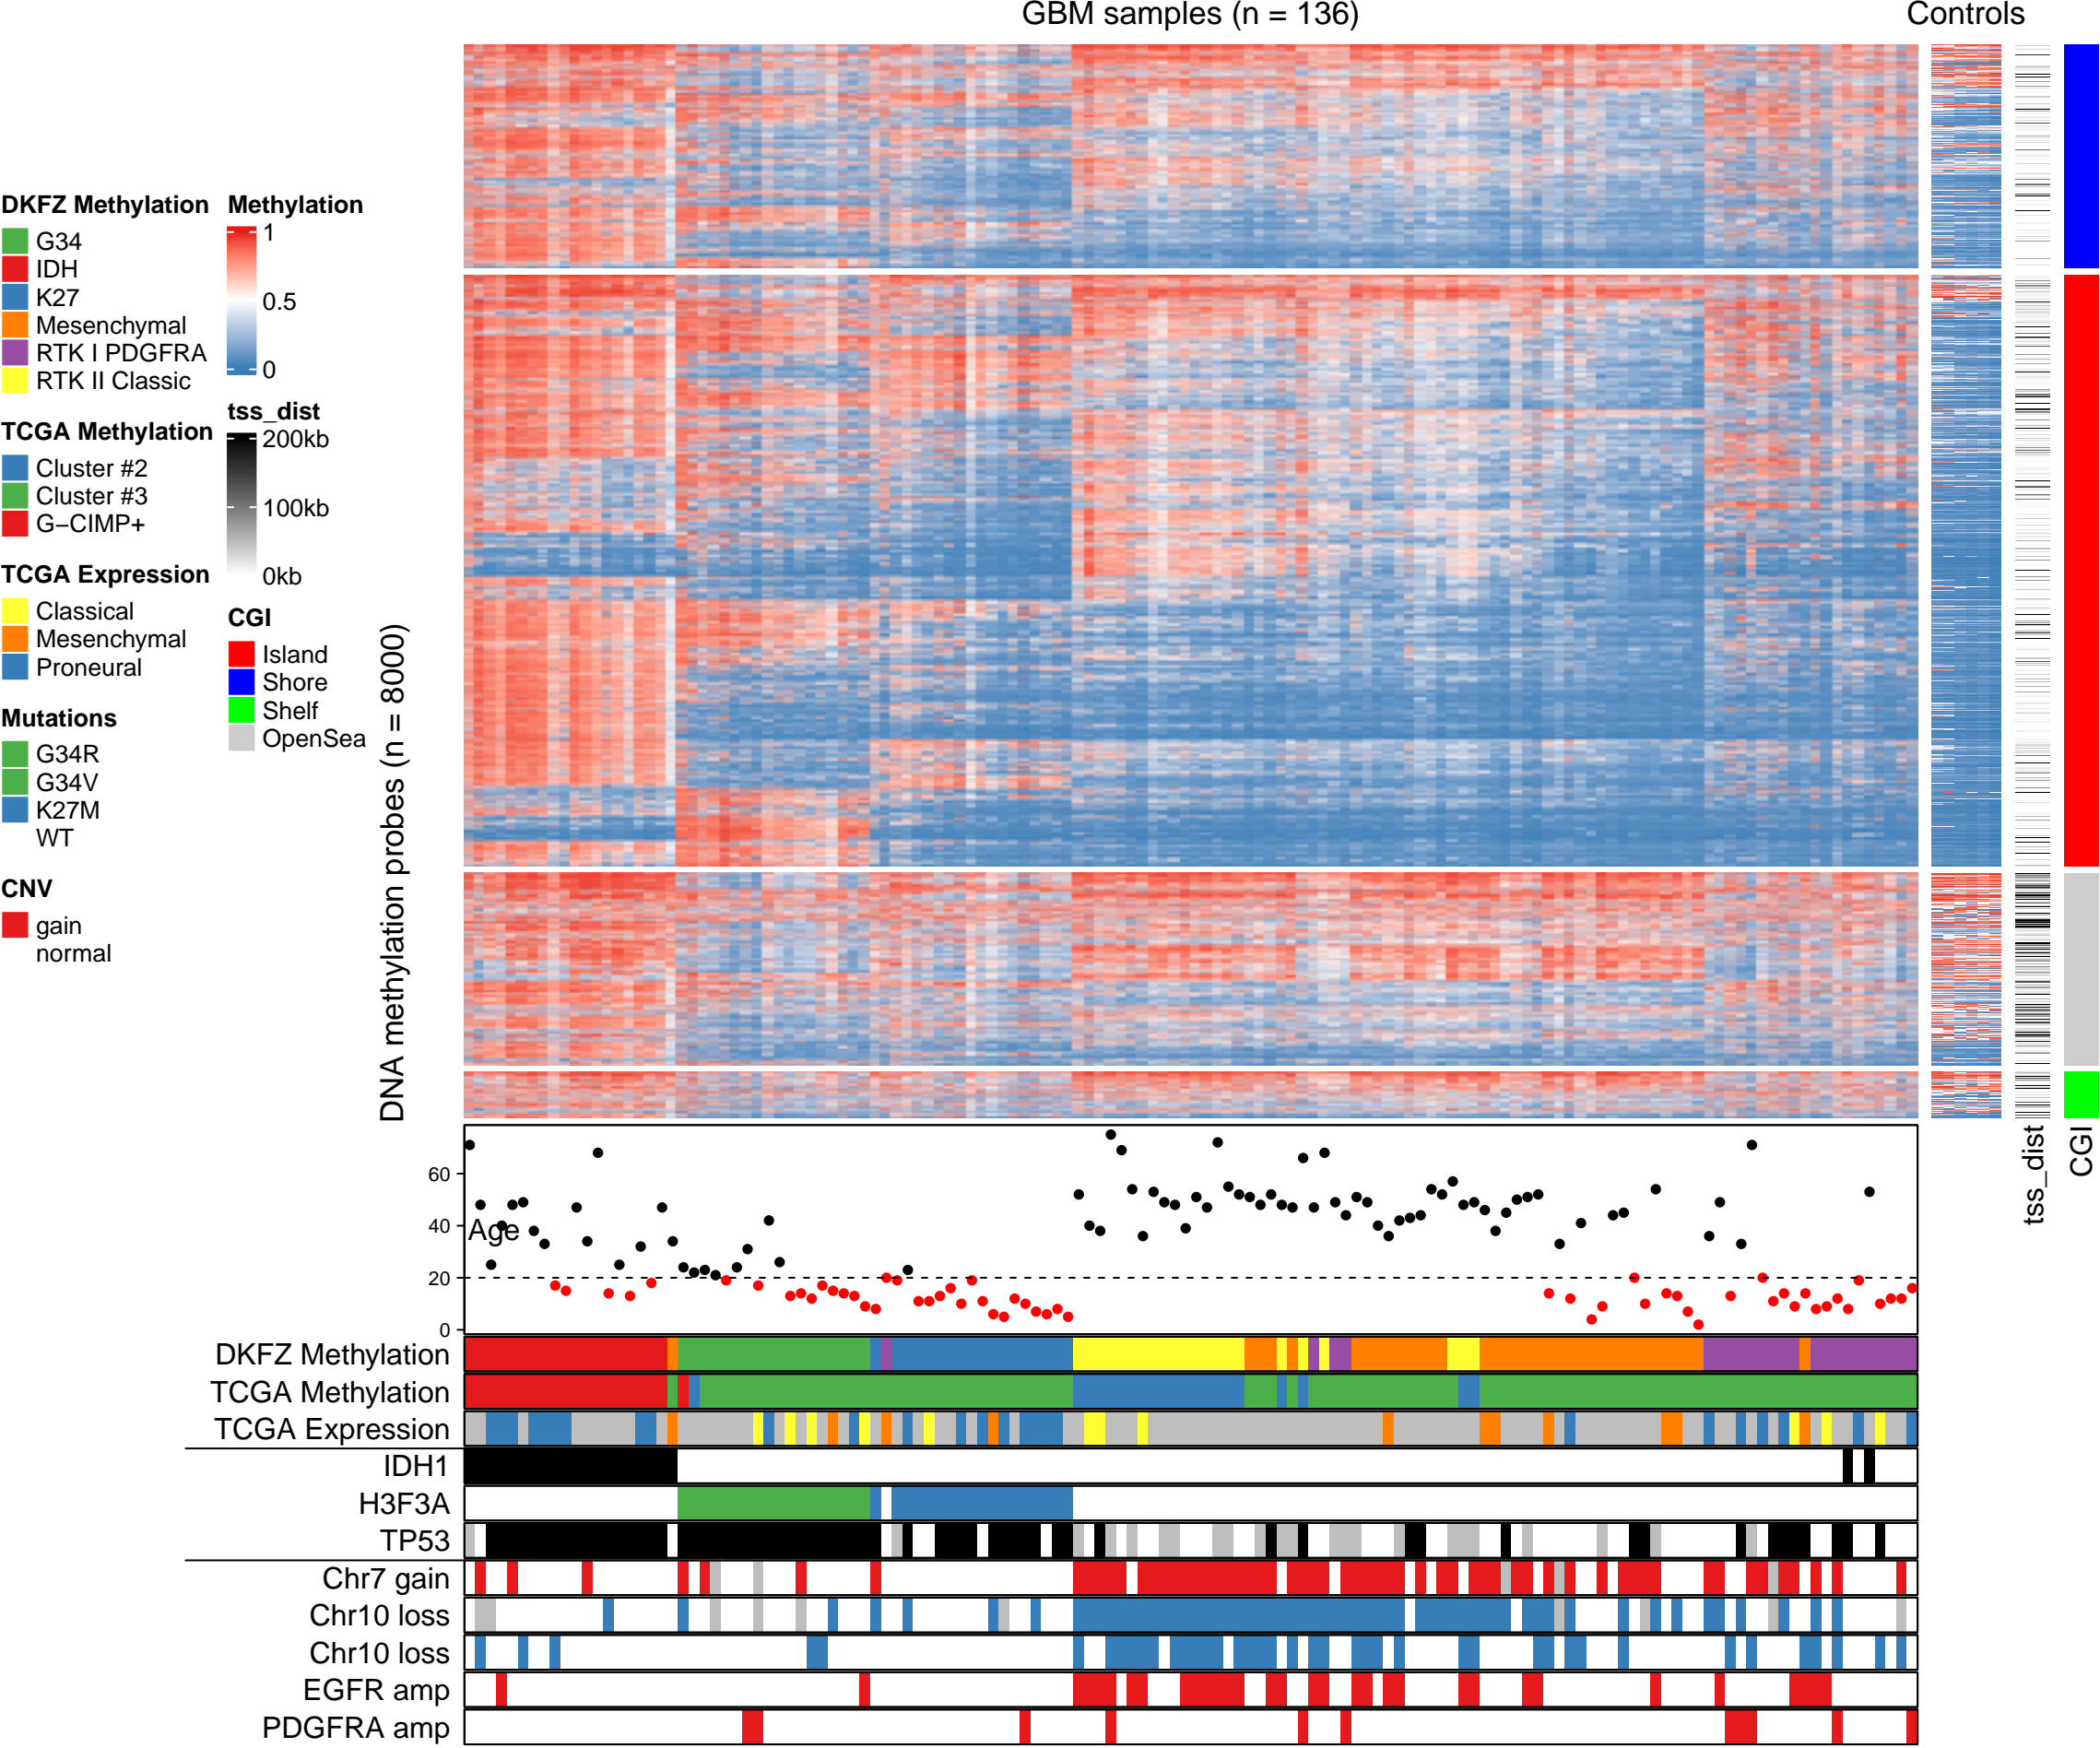 GBM samples (n = 136)
Controls
DKFZ Methylation
G34
IDH
K27
Mesenchymal
RTK I PDGFRA
RTK II Classic
TCGA Methylation
Cluster #2
Cluster #3
G−CIMP+
TCGA Expression
Classical
Mesenchymal
Proneural
Mutations
G34R
G34V
K27M
WT
CNV
gain
normal
Methylation
1
0.5
0
tss_dist
200kb
100kb
0kb
CGI
Island
Shore
Shelf
OpenSea
DNA methylation probes (n = 8000)
tss_dist
CGI
60
40
20
0
Age
DKFZ Methylation
TCGA Methylation
TCGA Expression
IDH1
H3F3A
TP53
Chr7 gain
Chr10 loss
Chr10 loss
EGFR amp
PDGFRA amp